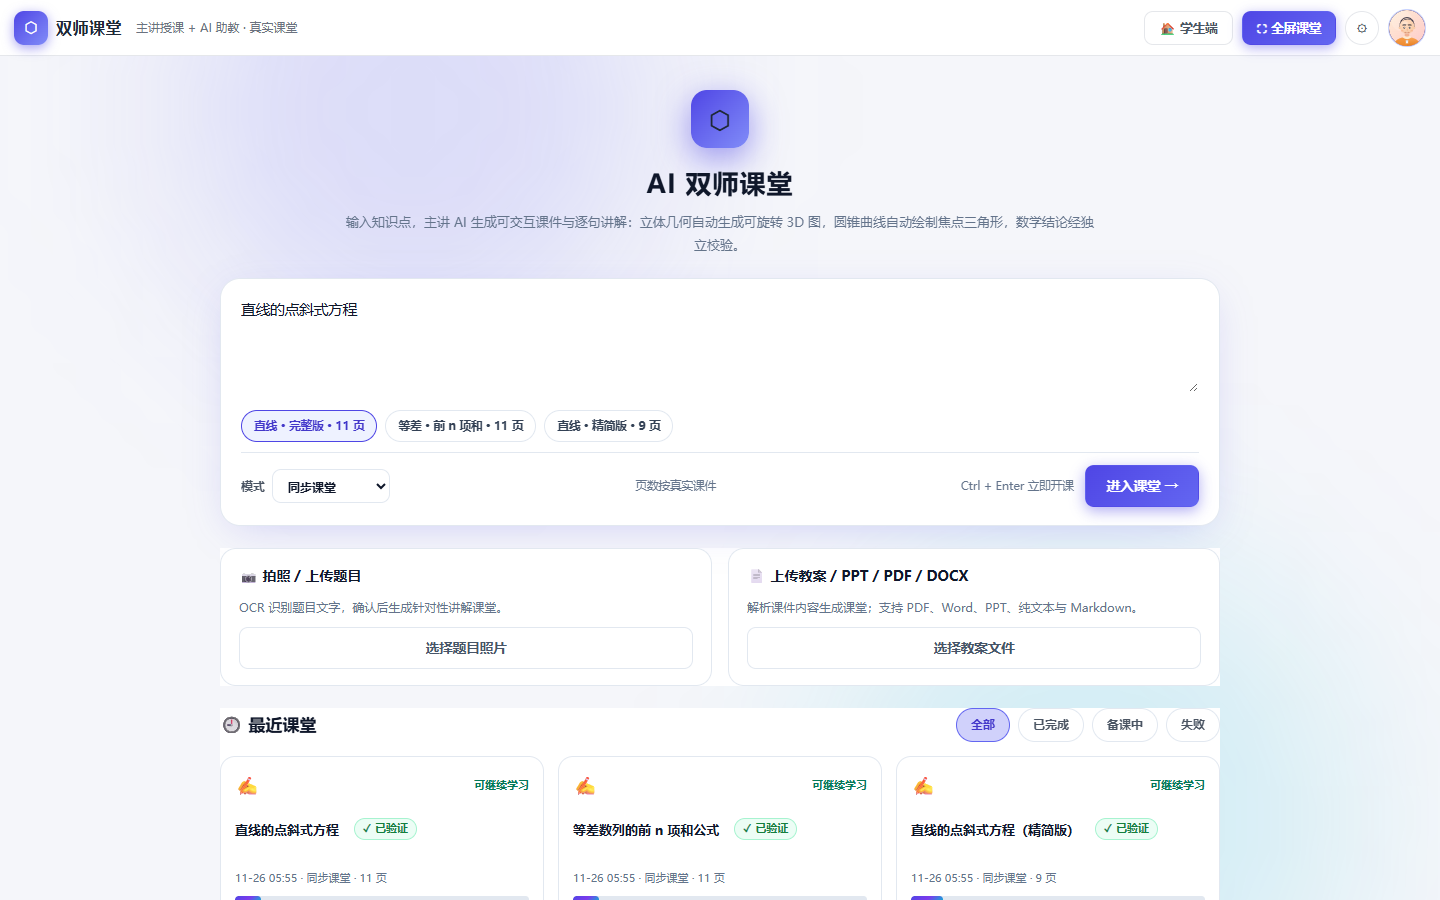 双师课堂
主讲授课 + AI 助教 · 真实课堂
学生端
全屏课堂
AI 双师课堂
输入知识点，主讲 AI 生成可交互课件与逐句讲解：立体几何自动生成可旋转 3D 图，圆锥曲线自动绘制焦点三角形，数学结论经独
立校验。
直线的点斜式方程
直线 • 完整版 • 11 页
等差 • 前 n 项和 • 11 页
直线 • 精简版 • 9 页
模式
同步课堂
页数按真实课件
Ctrl + Enter 立即开课
进入课堂 →
拍照 / 上传题目
OCR 识别题目文字，确认后生成针对性讲解课堂。
选择题目照片
上传教案 / PPT / PDF / DOCX
解析课件内容生成课堂；支持 PDF、Word、PPT、纯文本与 Markdown。
选择教案文件
最近课堂
全部
已完成
备课中
失败
可继续学习
直线的点斜式方程
✓ 已验证
11-26 05:55 · 同步课堂 · 11 页
可继续学习
等差数列的前 n 项和公式
✓ 已验证
11-26 05:55 · 同步课堂 · 11 页
可继续学习
直线的点斜式方程（精简版）
✓ 已验证
11-26 05:55 · 同步课堂 · 9 页